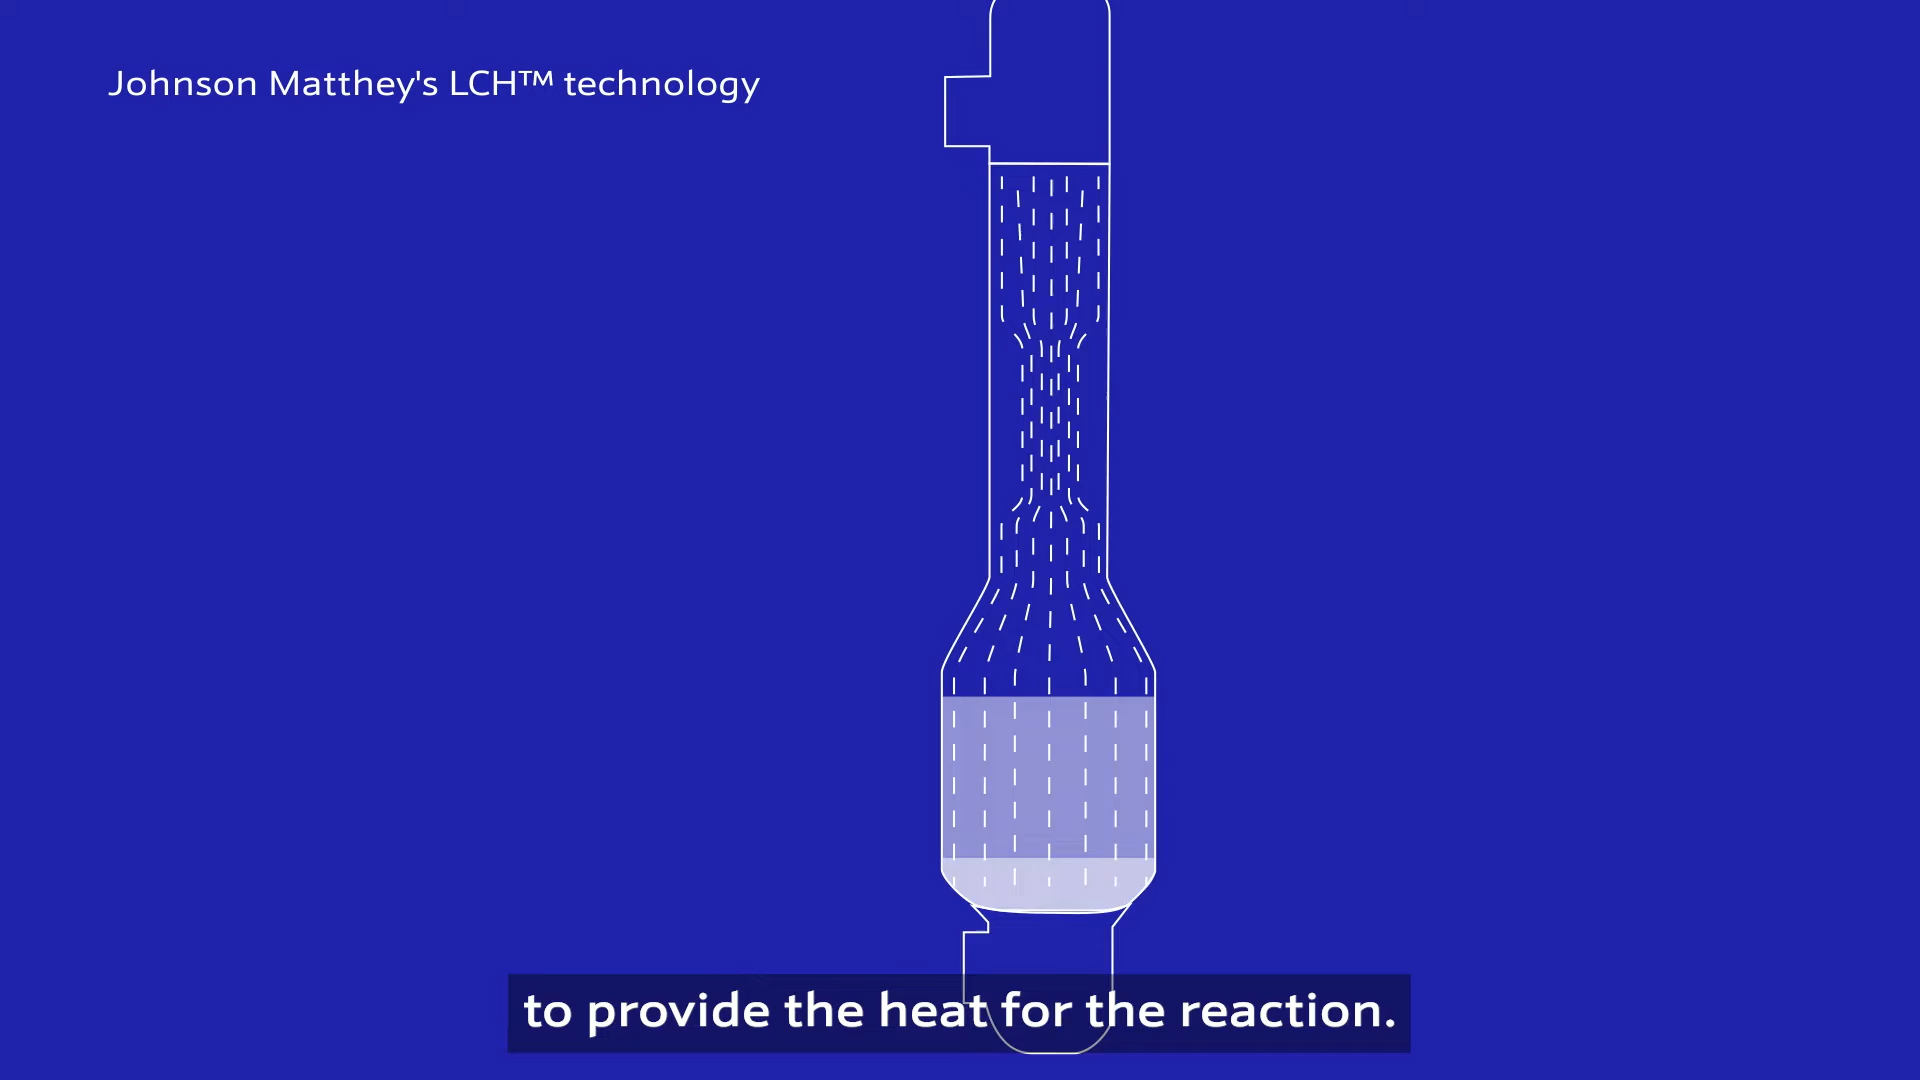 Johnson Matthey's LCH™ technology
to provide the heat for the reaction.